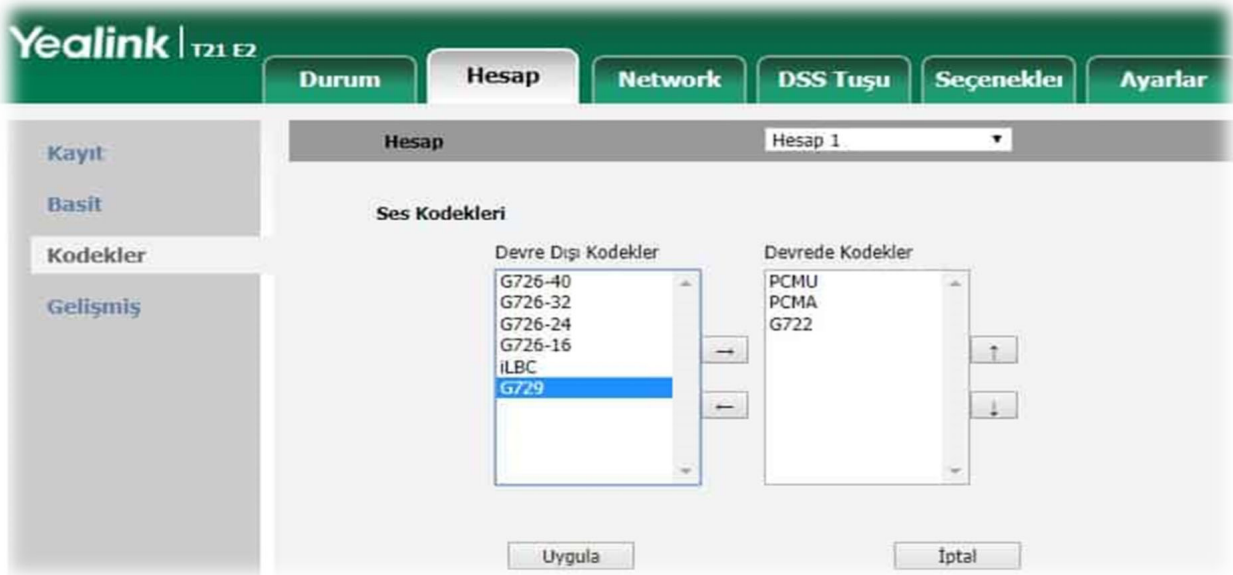 Yealink | T21 E2
Durum Hesap Network DSS Tuşu Seçenekler Ayarlar
Kayıt
Basit
Kodekler
Gelişmiş
Hesap Hesap 1
Ses Kodekleri
Devre Dışı Kodekler
G726-40
G726-32
G726-24
G726-16
iLBC
G729
→
←
Devrede Kodekler
PCMU
PCMA
G722
↑
↓
Uygula İptal